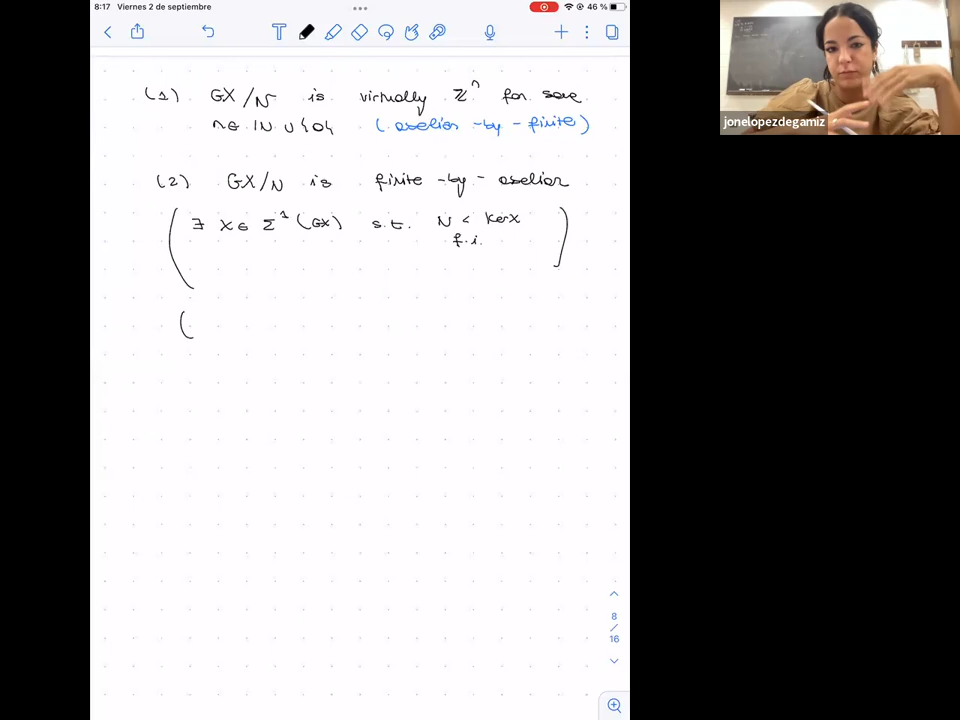 8:17 Viernes 2 de septiembre
46 %
jonelopezdegamiz
(1) GX/N is virtually ℤⁿ for some
n ∈ ℕ ∪ {0} (abelian-by-finite)
(2) GX/N is finite-by-abelian
( ∃ χ ∈ Σ¹(GX) s.t. N < ker χ )
f.i.
(
8
/
16